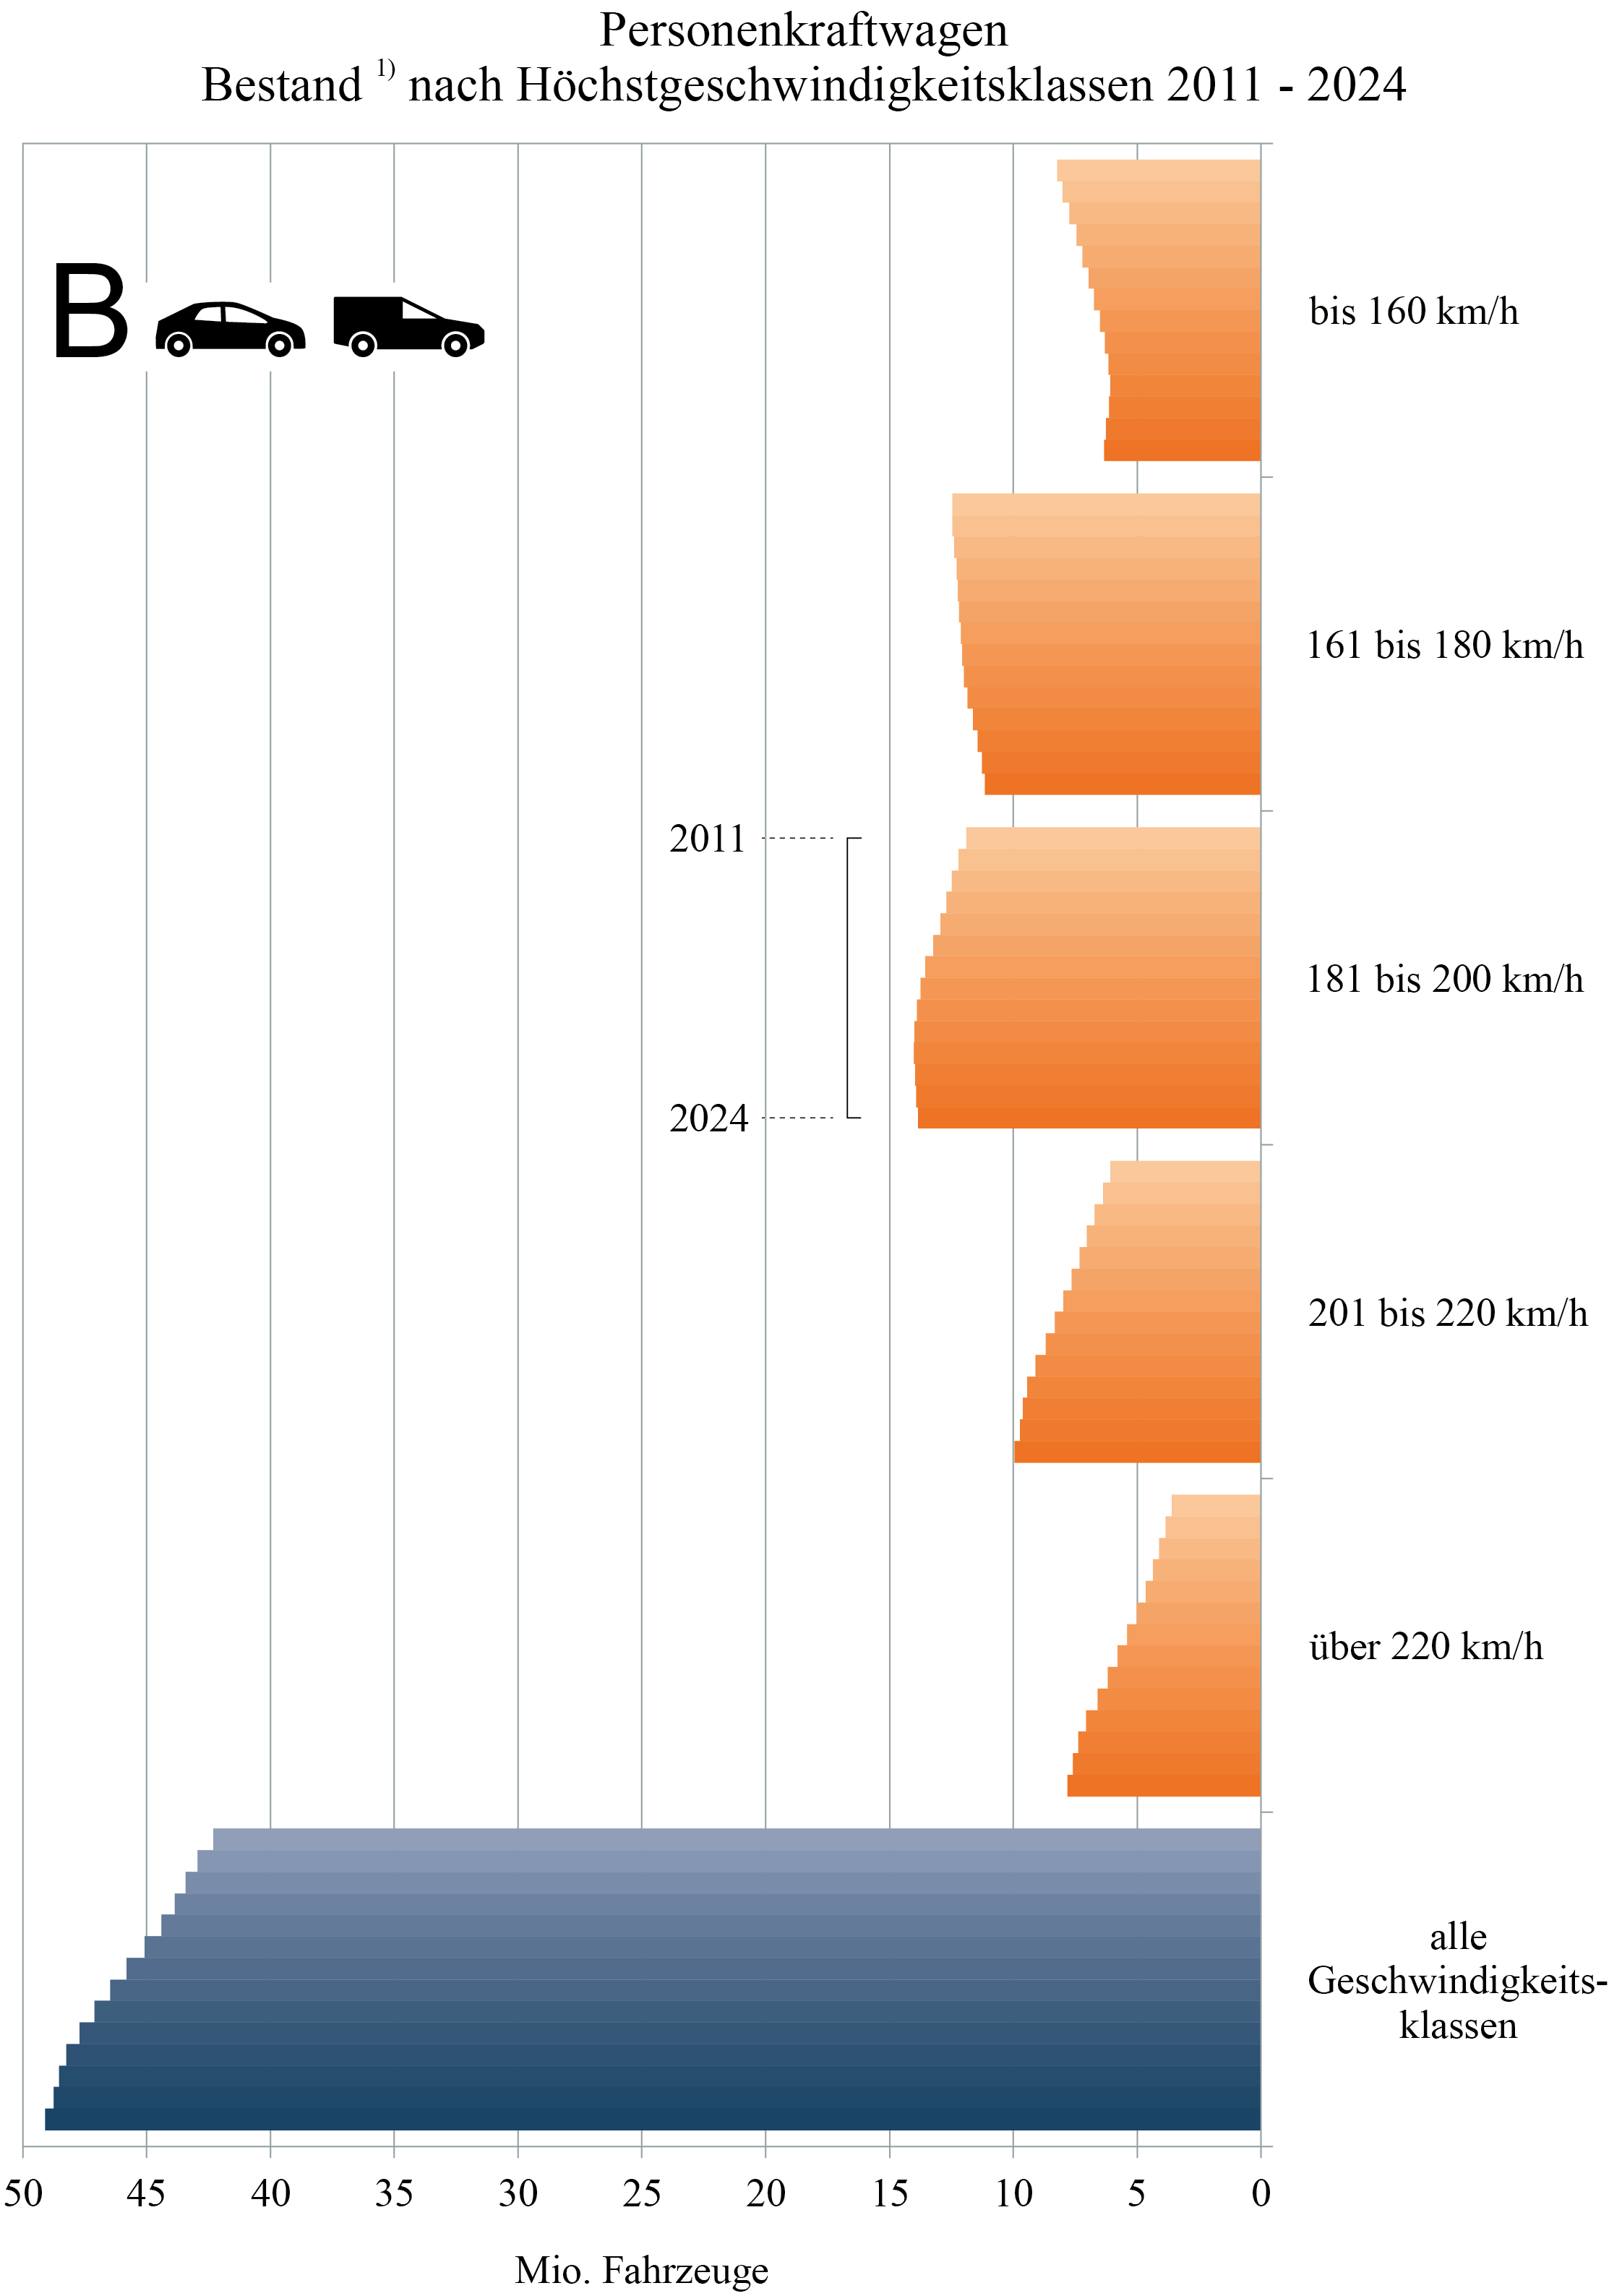 Personenkraftwagen
Bestand 1) nach Höchstgeschwindigkeitsklassen 2011 - 2024
B
bis 160 km/h
161 bis 180 km/h
2011
181 bis 200 km/h
2024
201 bis 220 km/h
über 220 km/h
alle
Geschwindigkeits-
klassen
50 45 40 35 30 25 20 15 10 5 0
Mio. Fahrzeuge